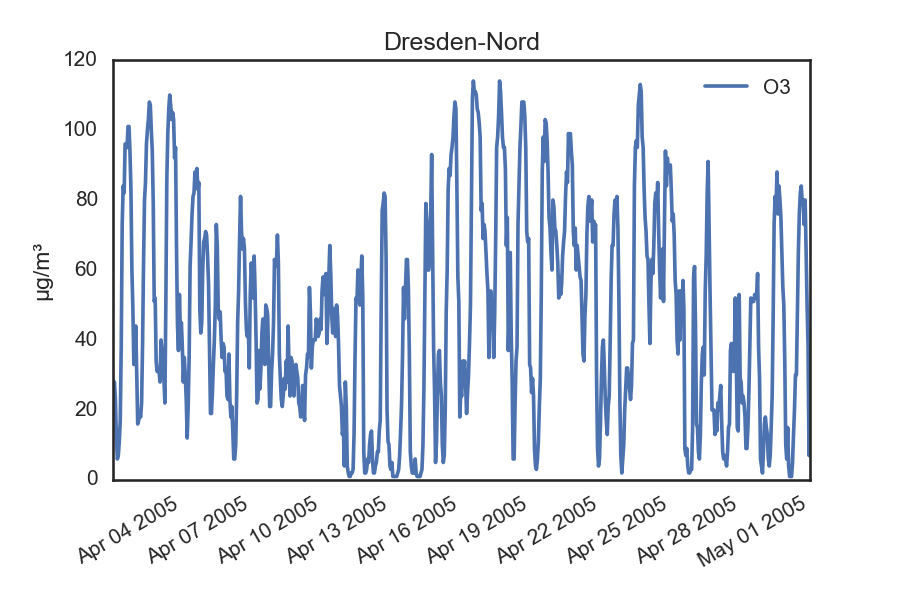 Dresden-Nord
120
100
80
60
40
20
0
µg/m³
O3
Apr 04 2005
Apr 07 2005
Apr 10 2005
Apr 13 2005
Apr 16 2005
Apr 19 2005
Apr 22 2005
Apr 25 2005
Apr 28 2005
May 01 2005